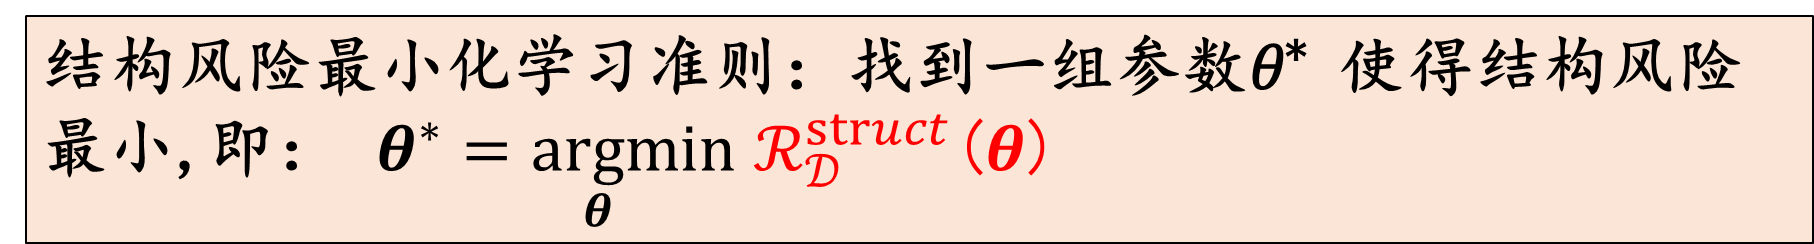 结构风险最小化学习准则：找到一组参数θ* 使得结构风险
最小,即： θ* = argmin R_D^struct (θ)
θ